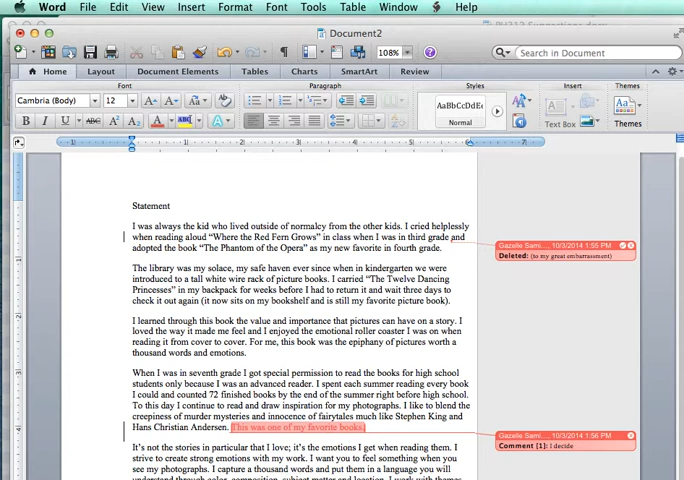 Word File Edit View Insert Format Font Tools Table Window Help
Document2
108%
Search in Document
Home Layout Document Elements Tables Charts SmartArt Review
Font Paragraph Styles Insert Themes
Cambria (Body) 12 Aa AaBbCcDdEe
Normal Text Box Themes
B I U ABC A² A₂ A ABC A
1 1 2 3 4 5 6 7
Statement
I was always the kid who lived outside of normalcy from the other kids. I cried helplessly
when reading aloud “Where the Red Fern Grows” in class when I was in third grade and
adopted the book “The Phantom of the Opera” as my new favorite in fourth grade.
Gazelle Sami..., 10/3/2014 1:55 PM
Deleted: (to my great embarrassment)
The library was my solace, my safe haven ever since when in kindergarten we were
introduced to a tall white wire rack of picture books. I carried “The Twelve Dancing
Princesses” in my backpack for weeks before I had to return it and wait three days to
check it out again (it now sits on my bookshelf and is still my favorite picture book).
I learned through this book the value and importance that pictures can have on a story. I
loved the way it made me feel and I enjoyed the emotional roller coaster I was on when
reading it from cover to cover. For me, this book was the epiphany of pictures worth a
thousand words and emotions.
When I was in seventh grade I got special permission to read the books for high school
students only because I was an advanced reader. I spent each summer reading every book
I could and counted 72 finished books by the end of the summer right before high school.
To this day I continue to read and draw inspiration for my photographs. I like to blend the
creepiness of murder mysteries and innocence of fairytales much like Stephen King and
Hans Christian Andersen. This was one of my favorite books.
Gazelle Sami..., 10/3/2014 1:56 PM
Comment [1]: I decide
It’s not the stories in particular that I love; it’s the emotions I get when reading them. I
strive to create strong emotions with my work. I want you to feel something when you
see my photographs. I capture a thousand words and put them in a language you will